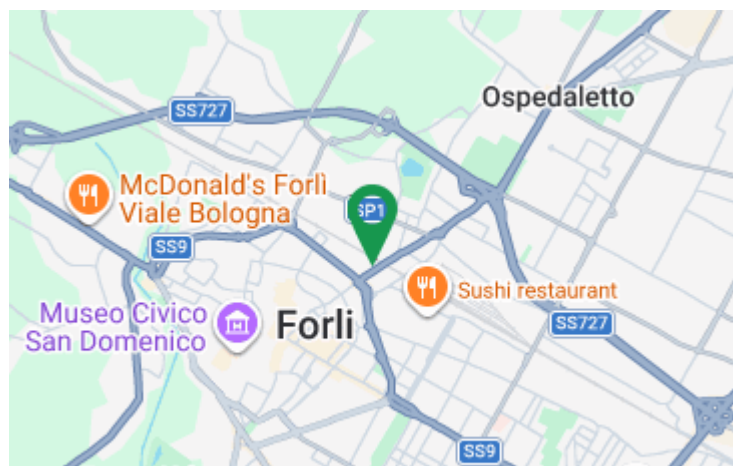 Ospedaletto
SS727
McDonald's Forlì
Viale Bologna
SP1
SS9
Sushi restaurant
Museo Civico
San Domenico
Forlì
SS727
SS9